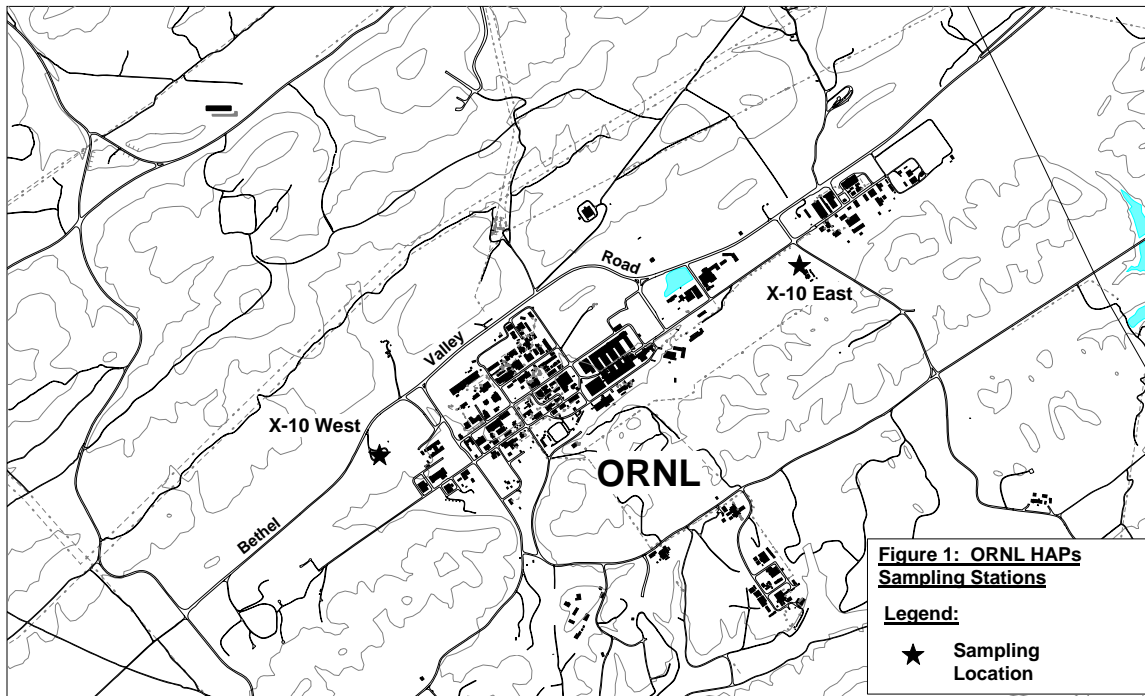 Road
X-10 East
Valley
X-10 West
ORNL
Bethel
Figure 1: ORNL HAPs
Sampling Stations
Legend:
Sampling
Location